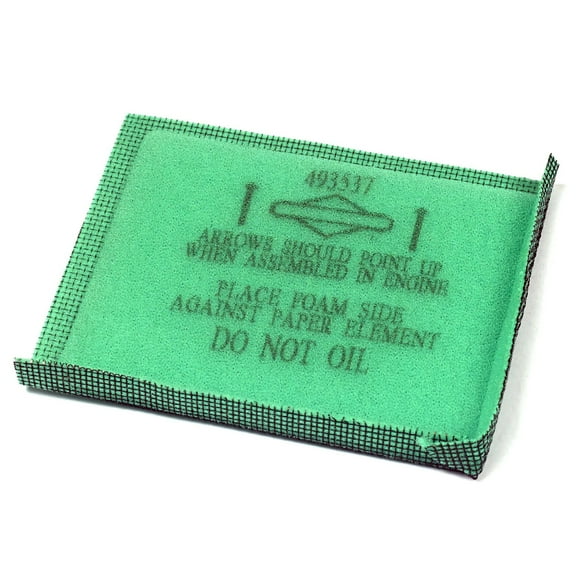 493537
ARROWS SHOULD POINT UP
WHEN ASSEMBLED IN ENGINE
PLACE FOAM SIDE
AGAINST PAPER ELEMENT
DO NOT OIL